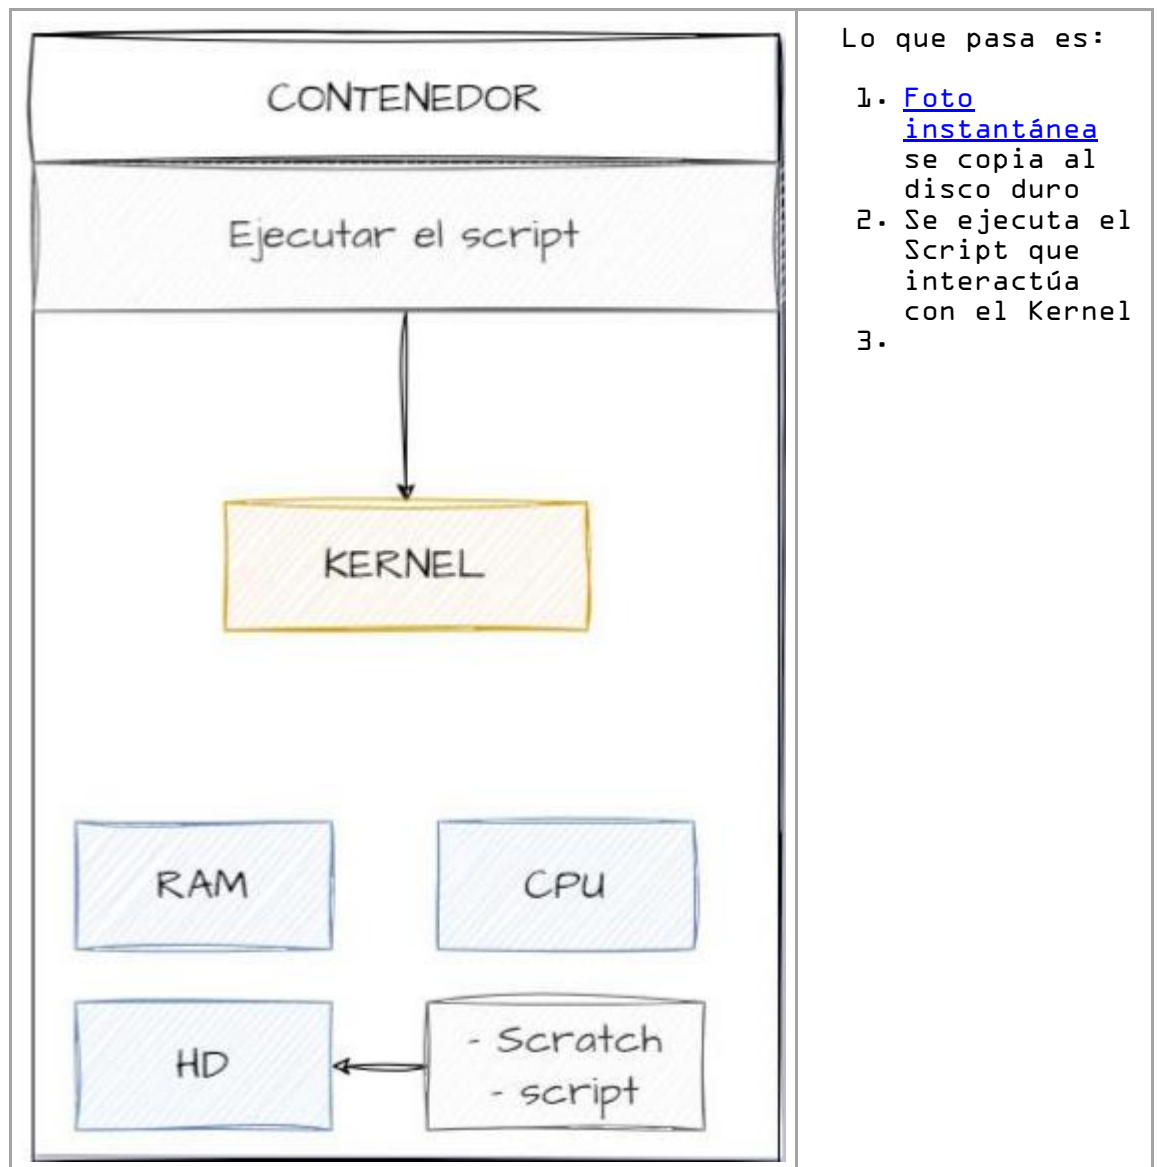 CONTENEDOR
Ejecutar el script
KERNEL
RAM
CPU
HD
- Scratch
- script
Lo que pasa es:
1. Foto
instantánea
se copia al
disco duro
2. Se ejecuta el
Script que
interactúa
con el Kernel
3.